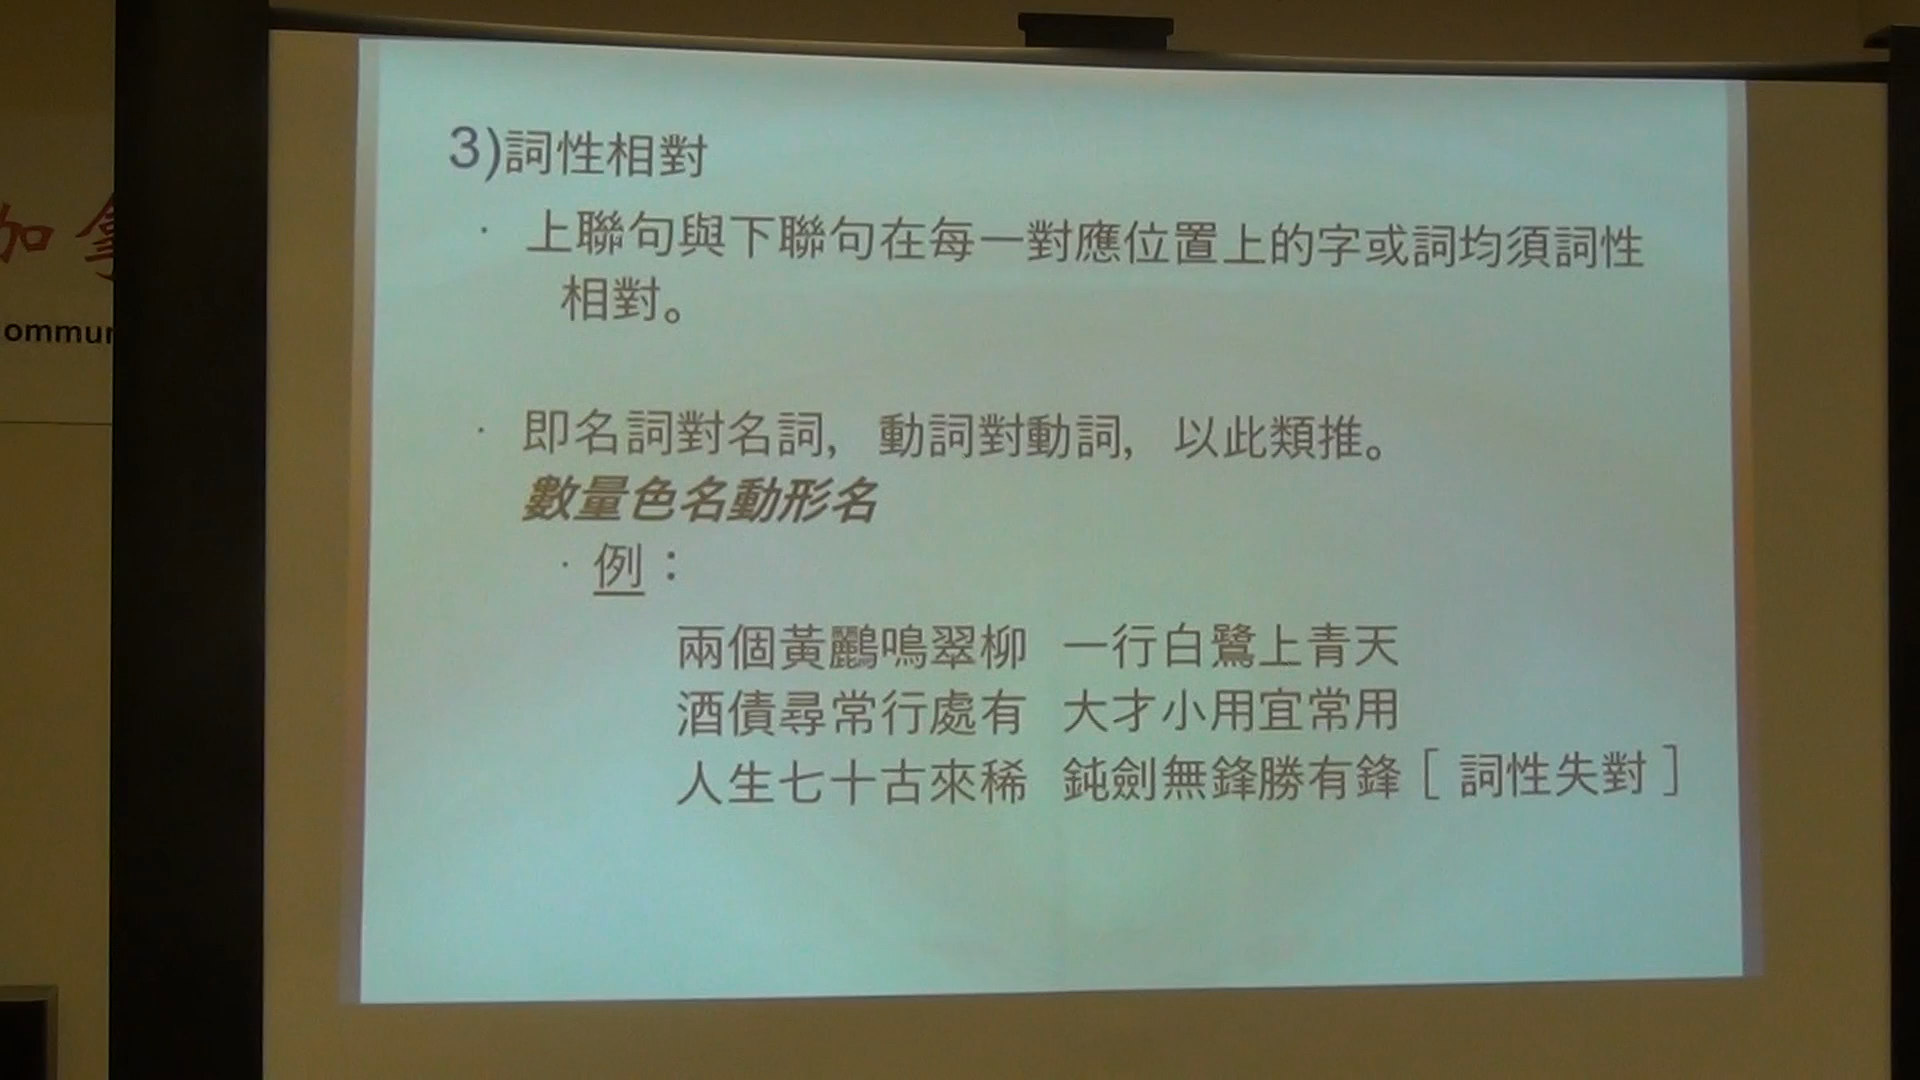 加拿
ommun
3)詞性相對
· 上聯句與下聯句在每一對應位置上的字或詞均須詞性
相對。
· 即名詞對名詞，動詞對動詞，以此類推。
數量色名動形名
· 例：
兩個黃鸝鳴翠柳 一行白鷺上青天
酒債尋常行處有 大才小用宜常用
人生七十古來稀 鈍劍無鋒勝有鋒［詞性失對］